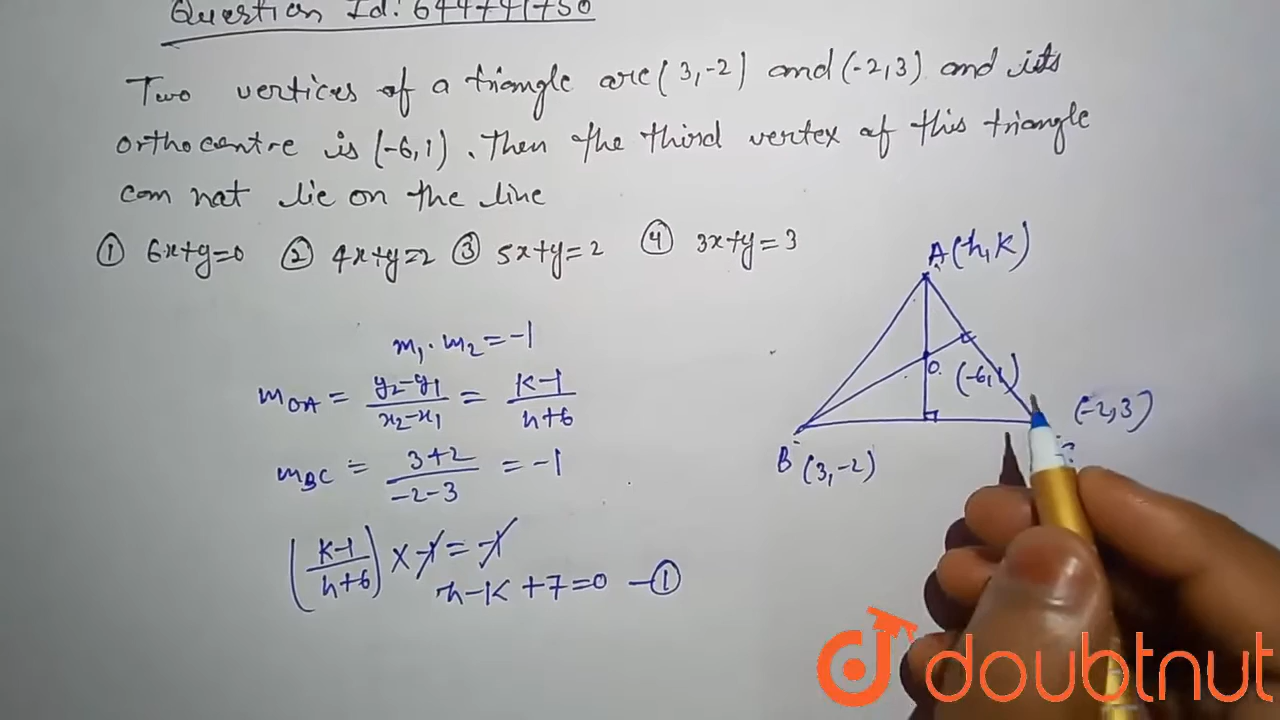 Question Id: 644741750
Two vertices of a triangle are (3,-2) and (-2,3) and its
orthocentre is (-6,1). Then the third vertex of this triangle
can not lie on the line
① 6x+y=0 ② 4x+y=2 ③ 5x+y=2 ④ 3x+y=3
A(h,K)
m₁.m₂=-1
mOA = y₂-y₁/x₂-x₁ = K-1/h+6
O. (-6,1)
(-2,3)
mBC = 3+2/-2-3 = -1
B (3,-2)
(K-1/h+6) x -1 = -1
h-K+7=0 -①
doubtnut